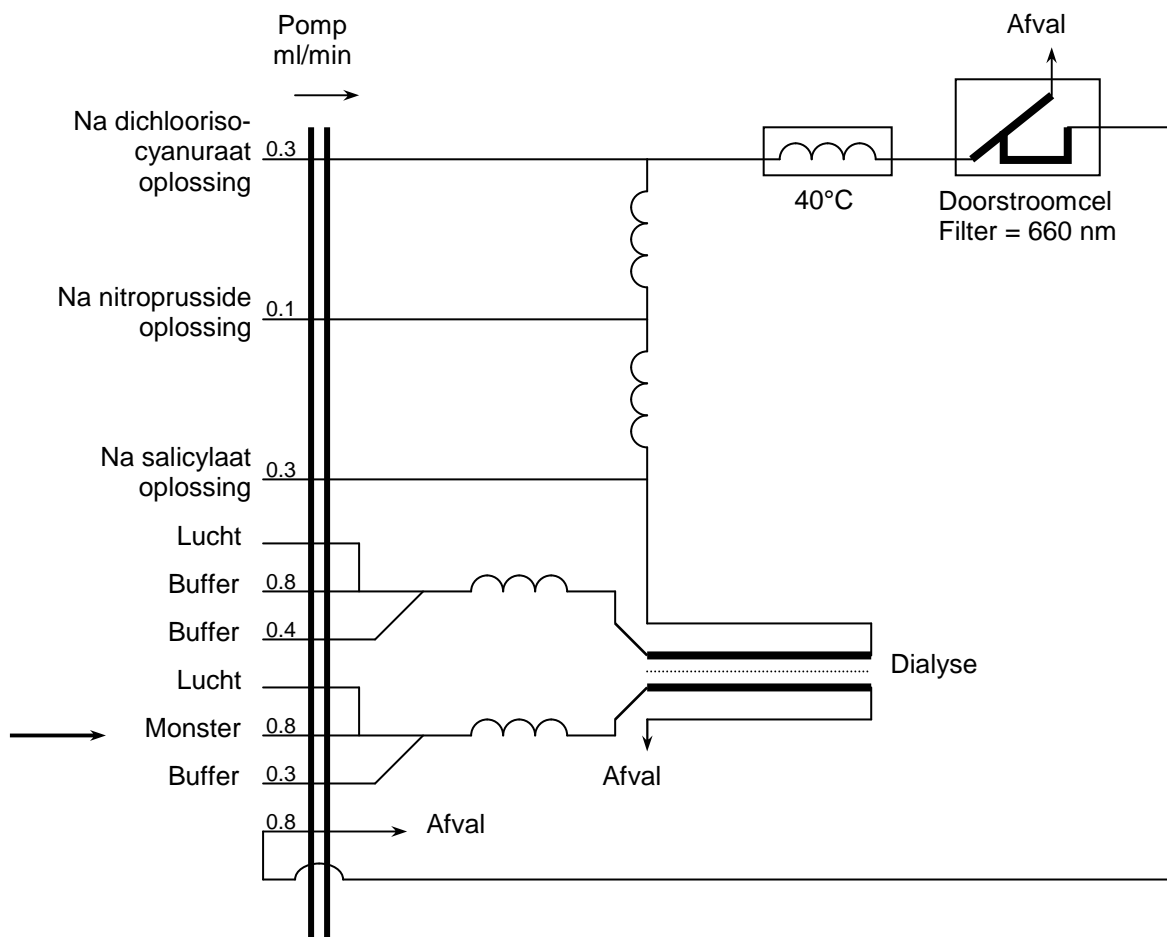 Pomp
ml/min
Afval
Na dichlooriso-
cyanuraat
oplossing
0.3
40°C
Doorstroomcel
Filter = 660 nm
Na nitroprusside
oplossing
0.1
Na salicylaat
oplossing
0.3
Lucht
Buffer 0.8
Buffer 0.4
Lucht
Dialyse
Monster 0.8
Buffer 0.3
Afval
0.8
Afval